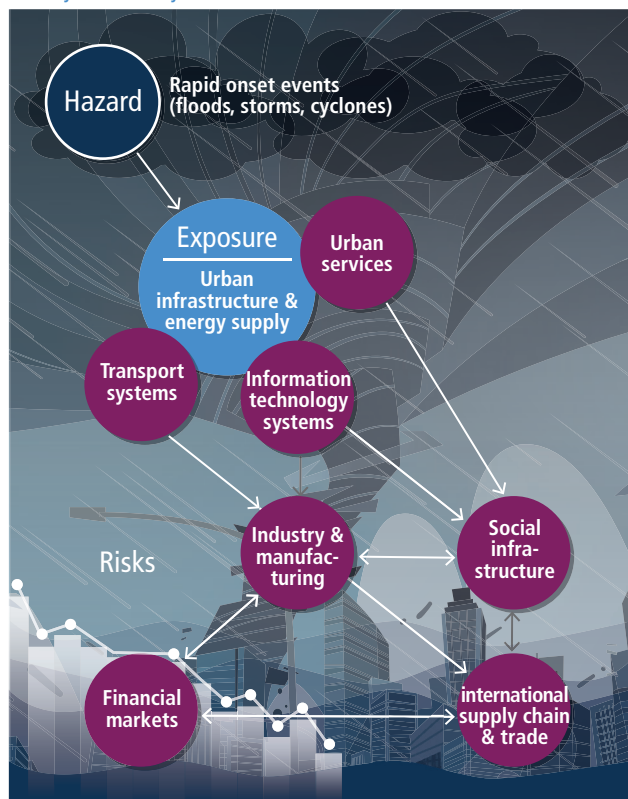 Hazard
Rapid onset events
(floods, storms, cyclones)
Exposure
Urban
infrastructure &
energy supply
Urban
services
Transport
systems
Information
technology
systems
Industry &
manufac-
turing
Social
infra-
structure
Risks
Financial
markets
international
supply chain
& trade